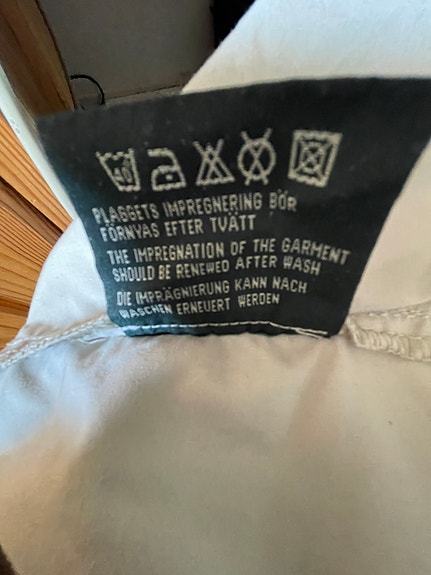 40
PLAGGETS IMPREGNERING BÖR
FÖRNYAS EFTER TVÄTT
THE IMPREGNATION OF THE GARMENT
SHOULD BE RENEWED AFTER WASH
DIE IMPRÄGNIERUNG KANN NACH
WASCHEN ERNEUERT WERDEN